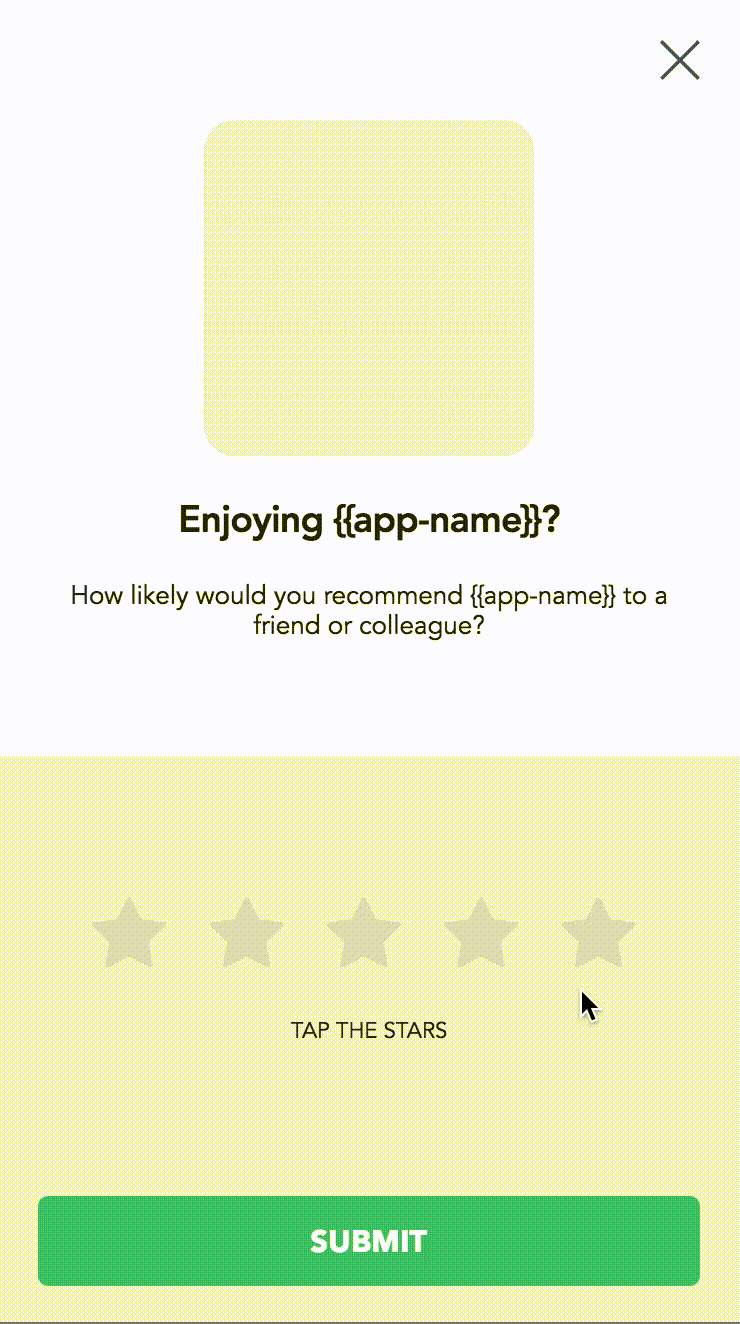 Enjoying {{app-name}}?
How likely would you recommend {{app-name}} to a
friend or colleague?
TAP THE STARS
SUBMIT